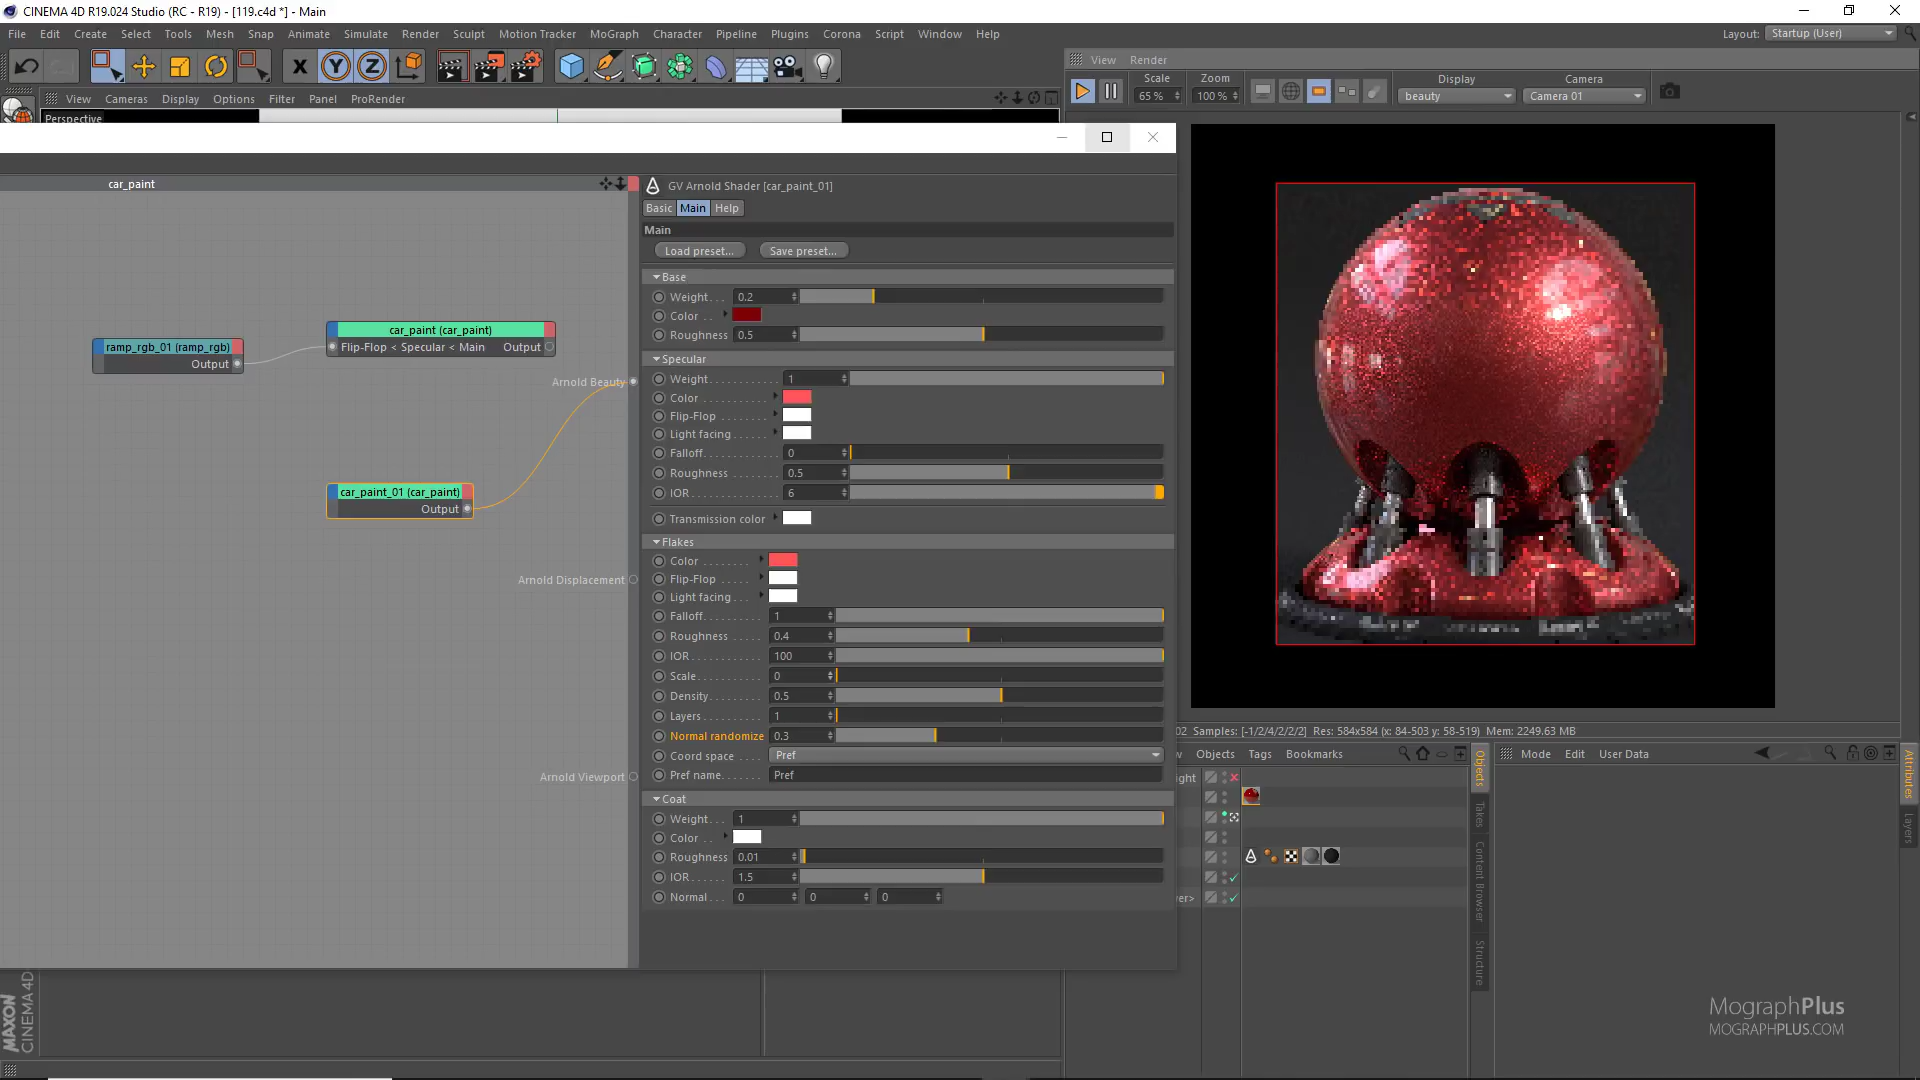 CINEMA 4D R19.024 Studio (RC - R19) - [119.c4d *] - Main
File Edit Create Select Tools Mesh Snap Animate Simulate Render Sculpt Motion Tracker MoGraph Character Pipeline Plugins Corona Script Window Help
Layout: Startup (User)
X Y Z
View Render
Scale Zoom Display Camera
65 % 100 % beauty Camera 01
View Cameras Display Options Filter Panel ProRender
Perspective
car_paint
GV Arnold Shader [car_paint_01]
Basic Main Help
Main
Load preset... Save preset...
Base
Weight. . . 0.2
Color . .
Roughness 0.5
Specular
Weight. . . . . . . . . . . . 1
Color . . . . . . . . . . .
Flip-Flop . . . . . . . .
Light facing . . . . . .
Falloff. . . . . . . . . . . . 0
Roughness . . . . . . . 0.5
IOR . . . . . . . . . . . . . . 6
Transmission color
Flakes
Color . . . . . . . .
Flip-Flop . . . . .
Light facing . . .
Falloff. . . . . . . . . . 1
Roughness . . . . . 0.4
IOR. . . . . . . . . . . . 100
Scale. . . . . . . . . . . 0
Density. . . . . . . . . 0.5
Layers . . . . . . . . . . 1
Normal randomize 0.3
Coord space . . . . Pref
Pref name. . . . . . . Pref
Coat
Weight. . . 1
Color . .
Roughness 0.01
IOR. . . . . . 1.5
Normal. . . 0 0 0
ramp_rgb_01 (ramp_rgb)
Output
car_paint (car_paint)
Flip-Flop < Specular < Main Output
Arnold Beauty
car_paint_01 (car_paint)
Output
Arnold Displacement
Arnold Viewport
02 Samples: [-1/2/4/2/2/2] Res: 584x584 (x: 84-503 y: 58-519) Mem: 2249.63 MB
Objects Tags Bookmarks
Mode Edit User Data
ight
er>
Objects
Takes
Content Browser
Structure
Attributes
Layers
MAXON
CINEMA 4D
MographPlus
MOGRAPHPLUS.COM